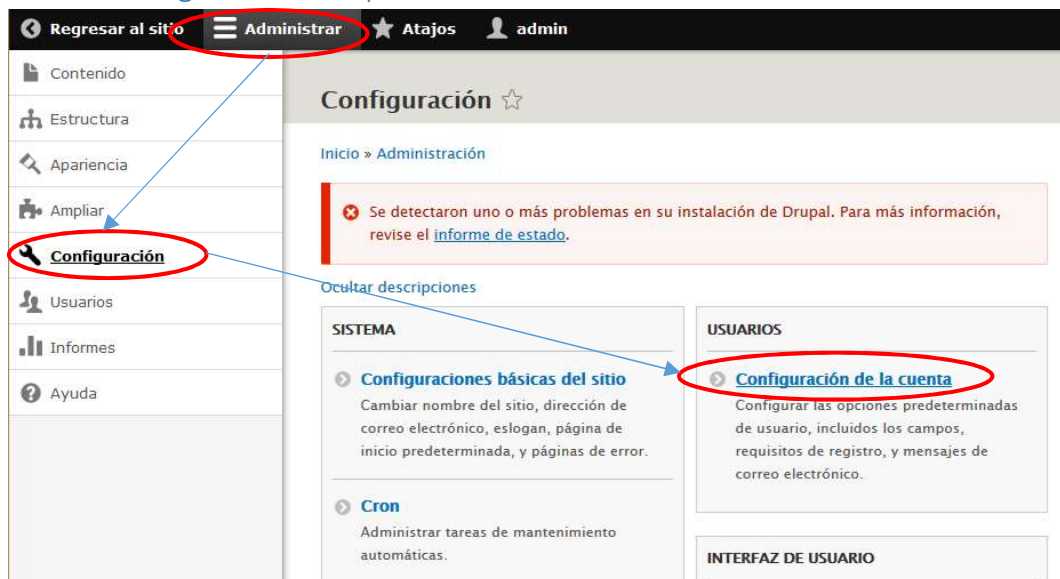 Regresar al sitio
Administrar
Atajos
admin
Contenido
Estructura
Apariencia
Ampliar
Configuración
Usuarios
Informes
Ayuda
Configuración
Inicio » Administración
Se detectaron uno o más problemas en su instalación de Drupal. Para más información,
revise el informe de estado.
Ocultar descripciones
SISTEMA
Configuraciones básicas del sitio
Cambiar nombre del sitio, dirección de
correo electrónico, eslogan, página de
inicio predeterminada, y páginas de error.
Cron
Administrar tareas de mantenimiento
automáticas.
USUARIOS
Configuración de la cuenta
Configurar las opciones predeterminadas
de usuario, incluidos los campos,
requisitos de registro, y mensajes de
correo electrónico.
INTERFAZ DE USUARIO